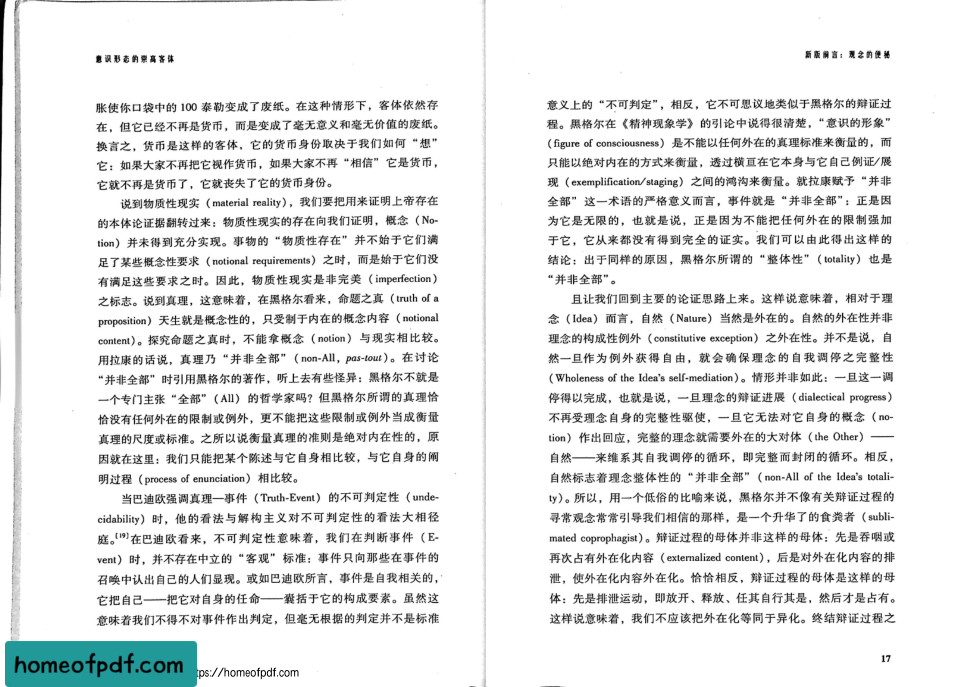 意识形态的崇高客体
胀使你口袋中的 100 泰勒变成了废纸。在这种情形下，客体依然存
在，但它已经不再是货币，而是变成了毫无意义和毫无价值的废纸。
换言之，货币是这样的客体，它的货币身份取决于我们如何“想”
它：如果大家不再把它视作货币，如果大家不再“相信”它是货币，
它就不再是货币了，它就丧失了它的货币身份。
说到物质性现实（material reality），我们要把用来证明上帝存在
的本体论证据翻转过来：物质性现实的存在向我们证明，概念（No-
tion）并未得到充分实现。事物的“物质性存在”并不始于它们满
足了某些概念性要求（notional requirements）之时，而是始于它们没
有满足这些要求之时。因此，物质性现实是非完美（imperfection）
之标志。说到真理，这意味着，在黑格尔看来，命题之真（truth of a
proposition）天生就是概念性的，只受制于内在的概念内容（notional
content）。探究命题之真时，不能拿概念（notion）与现实相比较。
用拉康的话说，真理乃“并非全部”（non-All，pas-tout）。在讨论
“并非全部”时引用黑格尔的著作，听上去有些怪异：黑格尔不就是
一个专门主张“全部”（All）的哲学家吗？但黑格尔所谓的真理恰
恰没有任何外在的限制或例外，更不能把这些限制或例外当成衡量
真理的尺度或标准。之所以说衡量真理的准则是绝对内在性的，原
因就在这里：我们只能把某个陈述与它自身相比较，与它自身的阐
明过程（process of enunciation）相比较。
当巴迪欧强调真理—事件（Truth-Event）的不可判定性（unde-
cidability）时，他的看法与解构主义对不可判定性的看法大相径
庭。[19]在巴迪欧看来，不可判定性意味着，我们在判断事件（E-
vent）时，并不存在中立的“客观”标准：事件只向那些在事件的
召唤中认出自己的人们显现。或如巴迪欧所言，事件是自我相关的，
它把自己——把它对自身的任命——囊括于它的构成要素。虽然这
意味着我们不得不对事件作出判定，但毫无根据的判定并不是标准
新版前言：观念的便秘
意义上的“不可判定”，相反，它不可思议地类似于黑格尔的辩证过
程。黑格尔在《精神现象学》的引论中说得很清楚，“意识的形象”
（figure of consciousness）是不能以任何外在的真理标准来衡量的，而
只能以绝对内在的方式来衡量，透过横亘在它本身与它自己例证/展
现（exemplification/staging）之间的鸿沟来衡量。就拉康赋予“并非
全部”这一术语的严格意义而言，事件就是“并非全部”：正是因
为它是无限的，也就是说，正是因为不能把任何外在的限制强加
于它，它从来都没有得到完全的证实。我们可以由此得出这样的
结论：出于同样的原因，黑格尔所谓的“整体性”（totality）也是
“并非全部”。
且让我们回到主要的论证思路上来。这样说意味着，相对于理
念（Idea）而言，自然（Nature）当然是外在的。自然的外在性并非
理念的构成性例外（constitutive exception）之外在性。并不是说，自
然一旦作为例外获得自由，就会确保理念的自我调停之完整性
（Wholeness of the Idea's self-mediation）。情形并非如此：一旦这一调
停得以完成，也就是说，一旦理念的辩证进展（dialectical progress）
不再受理念自身的完整性驱使，一旦它无法对它自身的概念（no-
tion）作出回应，完整的理念就需要外在的大对体（the Other）——
自然——来维系其自我调停的循环，即完整而封闭的循环。相反，
自然标志着理念整体性的“并非全部”（non-All of the Idea's totali-
ty）。所以，用一个低俗的比喻来说，黑格尔并不像有关辩证过程的
寻常观念常常引导我们相信的那样，是一个升华了的食粪者（subli-
mated coprophagist）。辩证过程的母体并非这样的母体：先是吞咽或
再次占有外在化内容（externalized content），后是对外在化内容的排
泄，使外在化内容外在化。恰恰相反，辩证过程的母体是这样的母
体：先是排泄运动，即放开、释放、任其自行其是，然后才是占有。
这样说意味着，我们不应该把外在化等同于异化。终结辩证过程之
17
homeofpdf.com
tps://homeofpdf.com